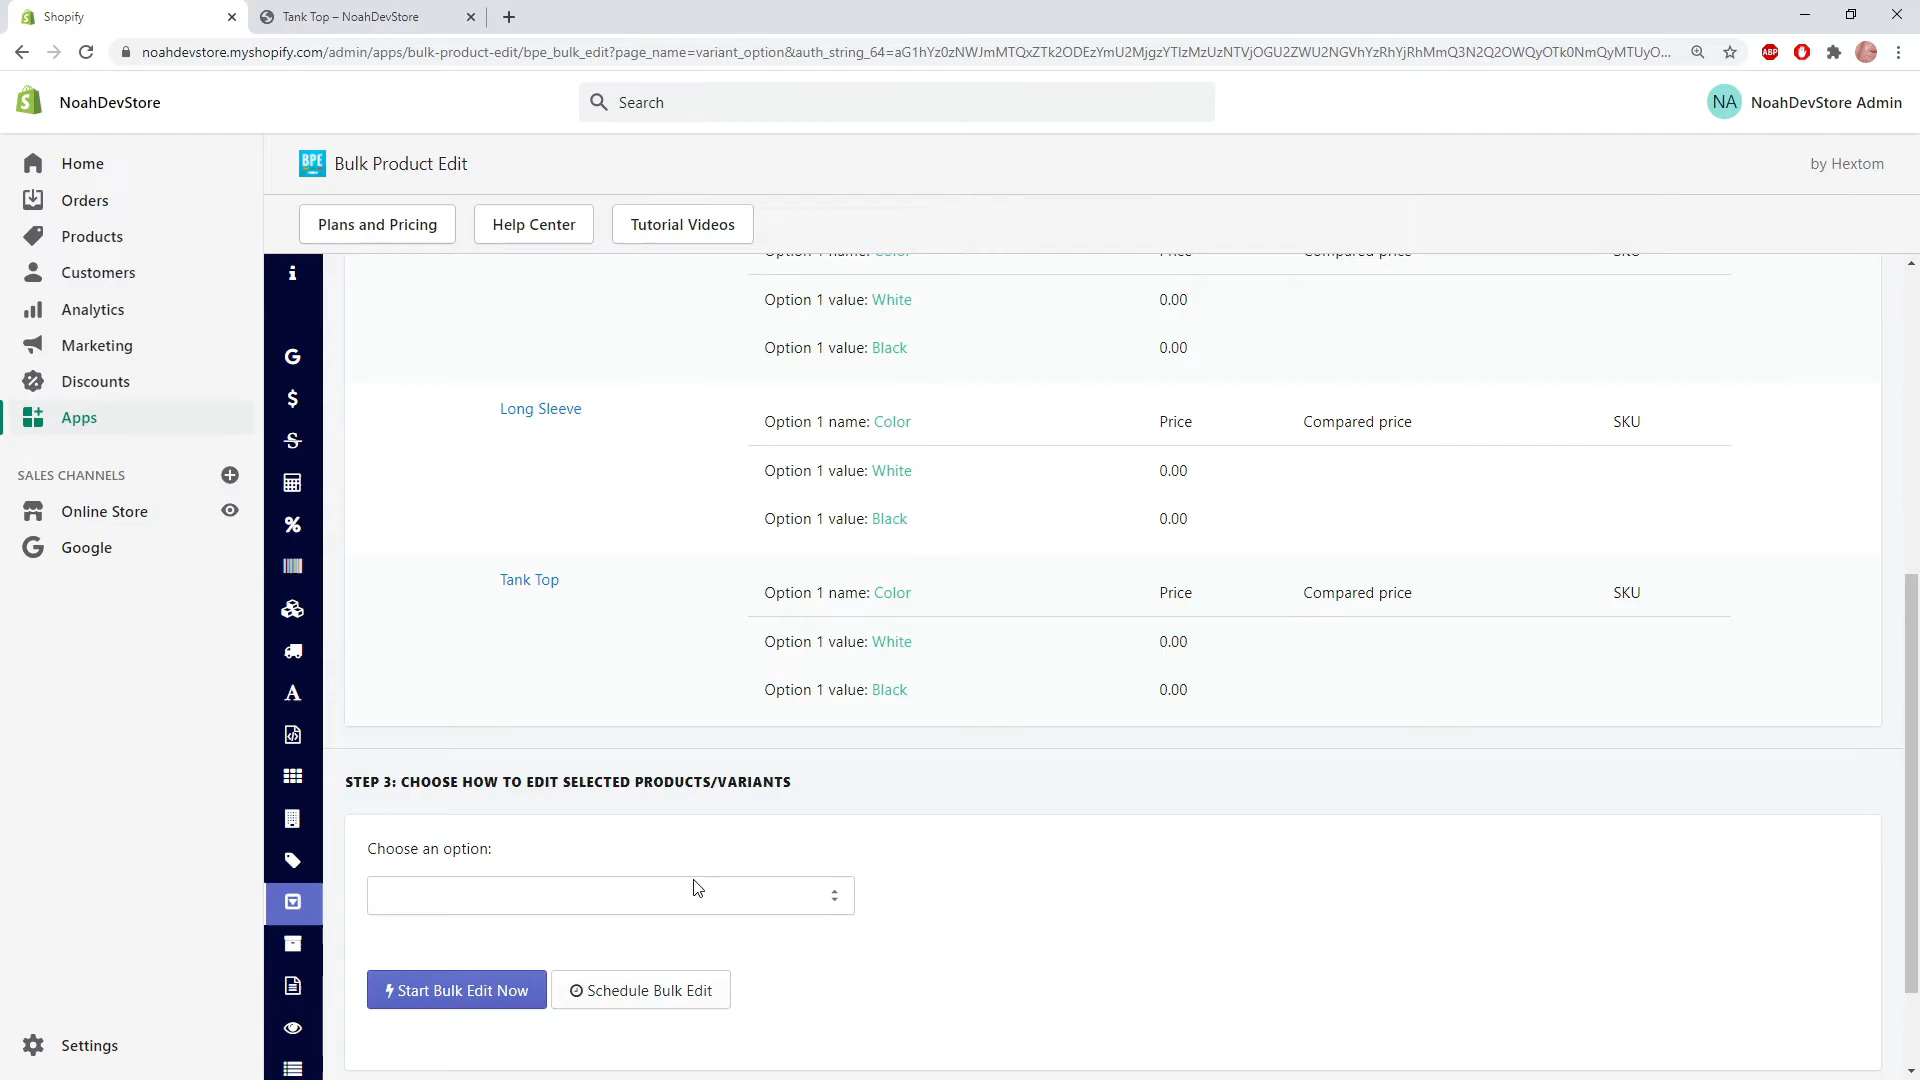 Shopify
Tank Top – NoahDevStore
noahdevstore.myshopify.com/admin/apps/bulk-product-edit/bpe_bulk_edit?page_name=variant_option&auth_string_64=aG1hYz0zNWJmMTQxZTk2ODEzYmU2MjgzYTIzMzUzNTVjOGU2ZWU2NGVhYzRhYjRhMmQ3N2Q2OWQyOTk0NmQyMTUyO...
ABP
NoahDevStore
Search
NA
NoahDevStore Admin
Home
Orders
Products
Customers
Analytics
Marketing
Discounts
Apps
SALES CHANNELS
Online Store
Google
Settings
BPE
Bulk Product Edit
by Hextom
Plans and Pricing
Help Center
Tutorial Videos
Option 1 name: Color Price Compared price SKU
Option 1 value: White 0.00
Option 1 value: Black 0.00
Long Sleeve
Option 1 name: Color Price Compared price SKU
Option 1 value: White 0.00
Option 1 value: Black 0.00
Tank Top
Option 1 name: Color Price Compared price SKU
Option 1 value: White 0.00
Option 1 value: Black 0.00
STEP 3: CHOOSE HOW TO EDIT SELECTED PRODUCTS/VARIANTS
Choose an option:
Start Bulk Edit Now
Schedule Bulk Edit